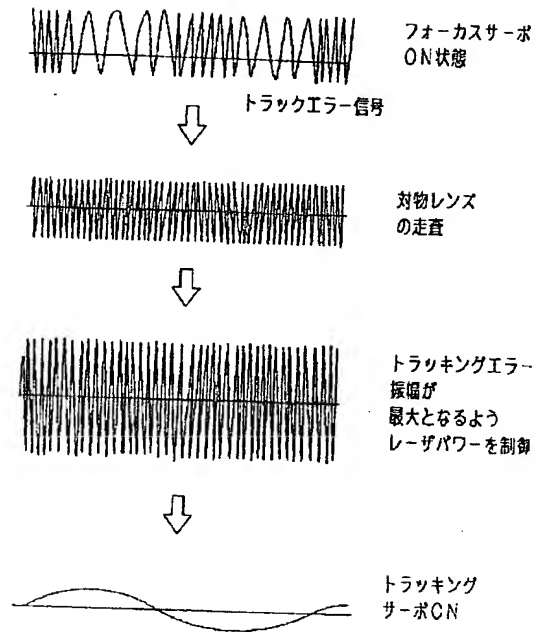 フォーカスサーボ
ON状態
トラックエラー信号
対物レンズ
の走査
トラッキングエラー
振幅が
最大となるよう
レーザパワーを制御
トラッキング
サーボON